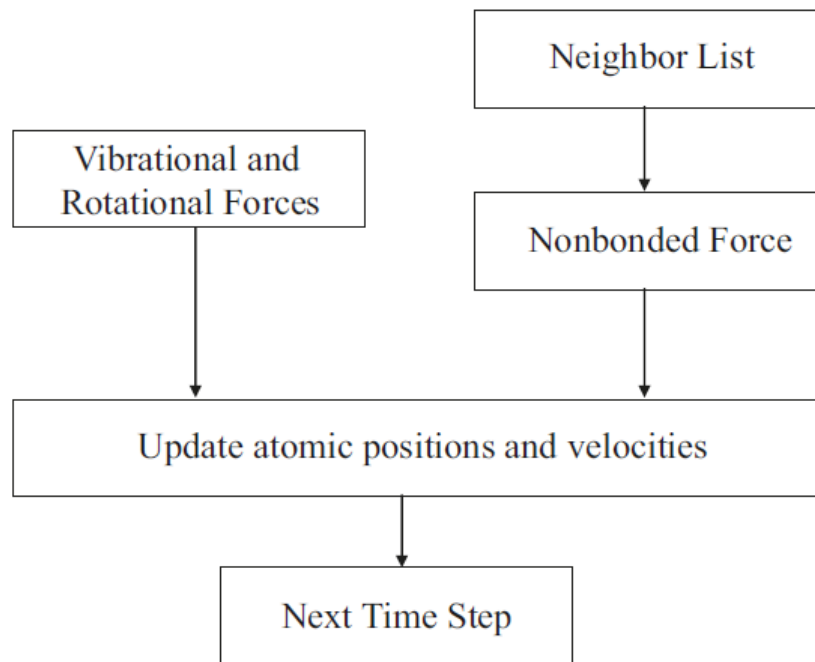 Neighbor List
Vibrational and
Rotational Forces
Nonbonded Force
Update atomic positions and velocities
Next Time Step